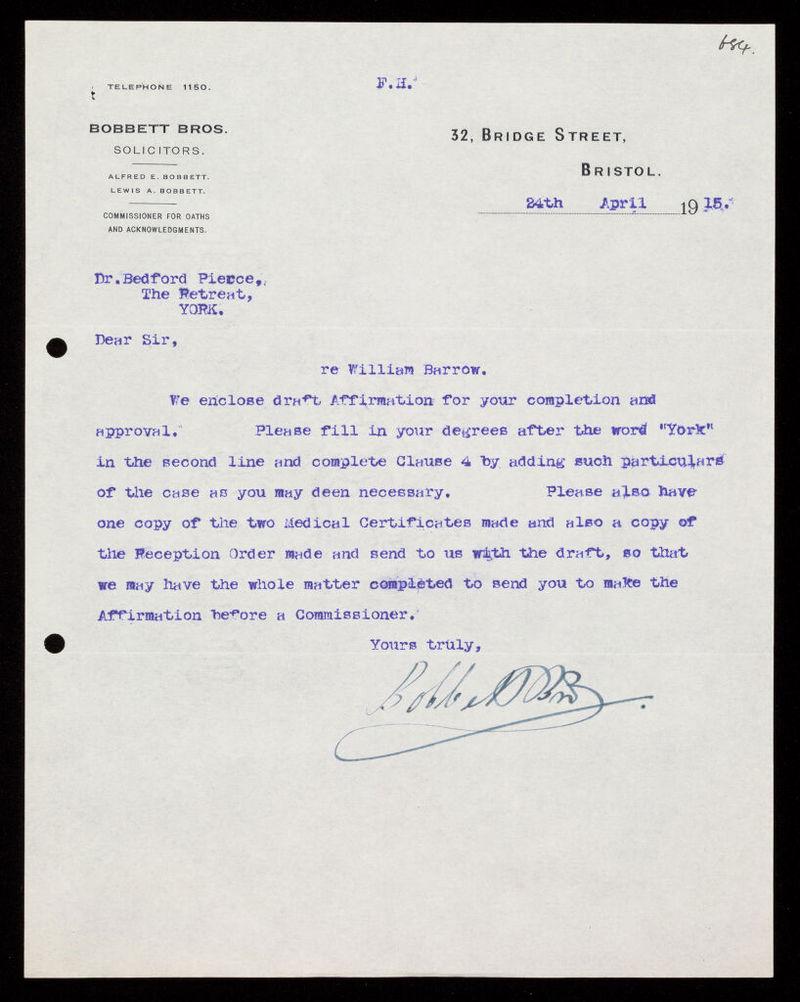 684.
TELEPHONE 1150.
F.H.
BOBBETT BROS.
SOLICITORS.
ALFRED E. BOBBETT.
LEWIS A. BOBBETT.
COMMISSIONER FOR OATHS
AND ACKNOWLEDGMENTS.
32, BRIDGE STREET,
BRISTOL.
24th April 1915.
Dr.Bedford Pierce,
The Retreat,
YORK.
Dear Sir,
re William Barrow.
We enclose draft Affirmation for your completion and
approval. Please fill in your degrees after the word "York"
in the second line and complete Clause 4 by adding such particulars
of the case as you may deen necessary. Please also have
one copy of the two Medical Certificates made and also a copy of
the Reception Order made and send to us with the draft, so that
we may have the whole matter completed to send you to make the
Affirmation before a Commissioner.
Yours truly,
Bobbett Bros.